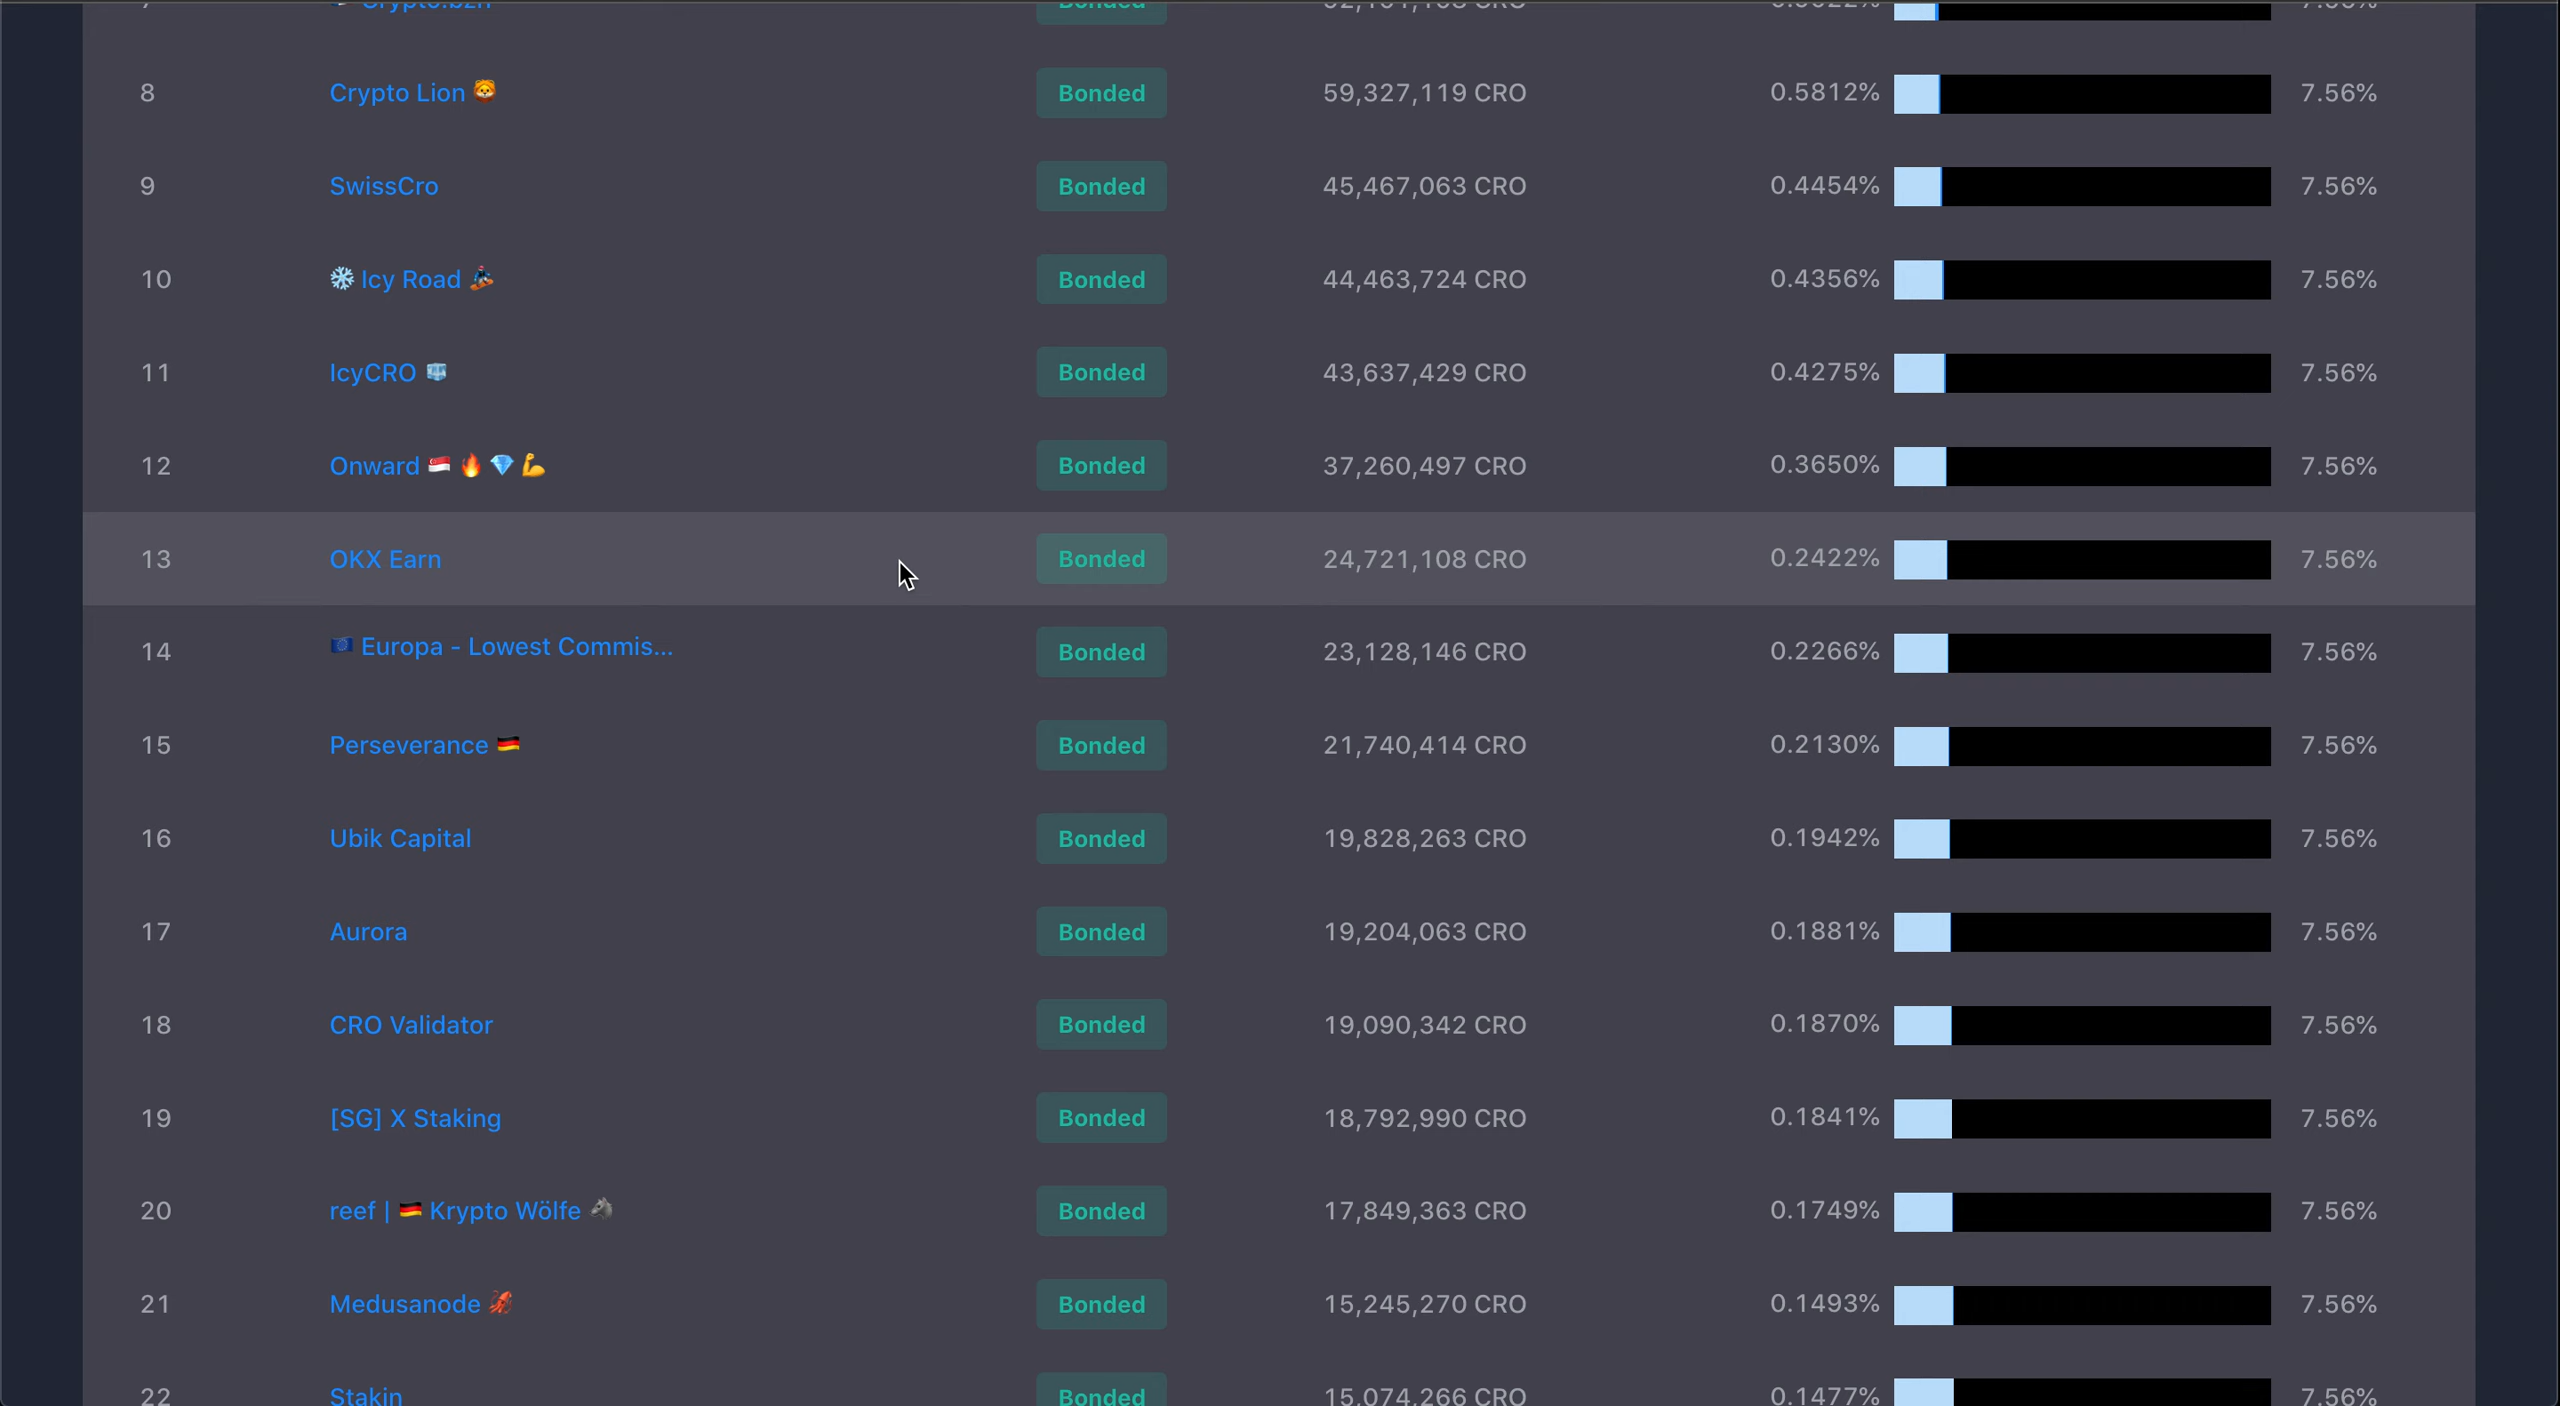 8 Crypto Lion 🦁 Bonded 59,327,119 CRO 0.5812% 7.56%
9 SwissCro Bonded 45,467,063 CRO 0.4454% 7.56%
10 ❄️ Icy Road 🏂 Bonded 44,463,724 CRO 0.4356% 7.56%
11 IcyCRO 🧊 Bonded 43,637,429 CRO 0.4275% 7.56%
12 Onward 🇸🇬 🔥 💎 💪 Bonded 37,260,497 CRO 0.3650% 7.56%
13 OKX Earn Bonded 24,721,108 CRO 0.2422% 7.56%
14 🇪🇺 Europa - Lowest Commis... Bonded 23,128,146 CRO 0.2266% 7.56%
15 Perseverance 🇩🇪 Bonded 21,740,414 CRO 0.2130% 7.56%
16 Ubik Capital Bonded 19,828,263 CRO 0.1942% 7.56%
17 Aurora Bonded 19,204,063 CRO 0.1881% 7.56%
18 CRO Validator Bonded 19,090,342 CRO 0.1870% 7.56%
19 [SG] X Staking Bonded 18,792,990 CRO 0.1841% 7.56%
20 reef | 🇩🇪 Krypto Wölfe 🐺 Bonded 17,849,363 CRO 0.1749% 7.56%
21 Medusanode 🦑 Bonded 15,245,270 CRO 0.1493% 7.56%
22 Stakin Bonded 15,074,266 CRO 0.1477% 7.56%